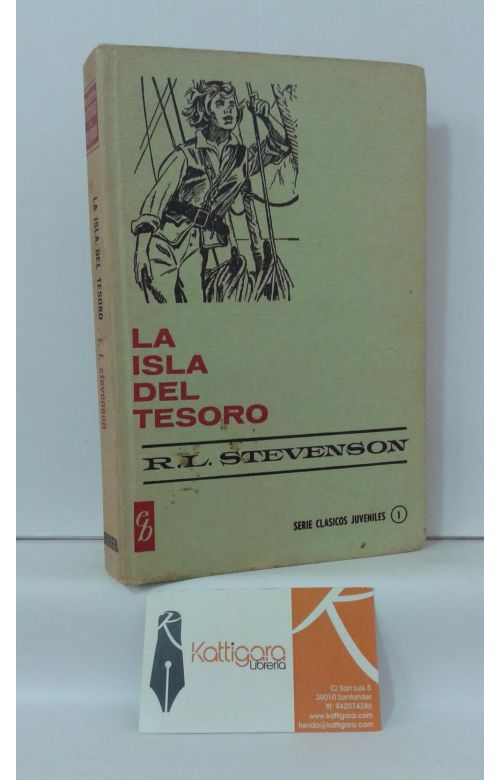 LA ISLA DEL TESORO - r. l. stevenson
LA
ISLA
DEL
TESORO
R.L. STEVENSON
SERIE CLASICOS JUVENILES 1
cb
Kattigara
Librería
C/ San Luis 5
39010 Santander
tlf: 942074286
www.kattigara.com
tienda@kattigara.com